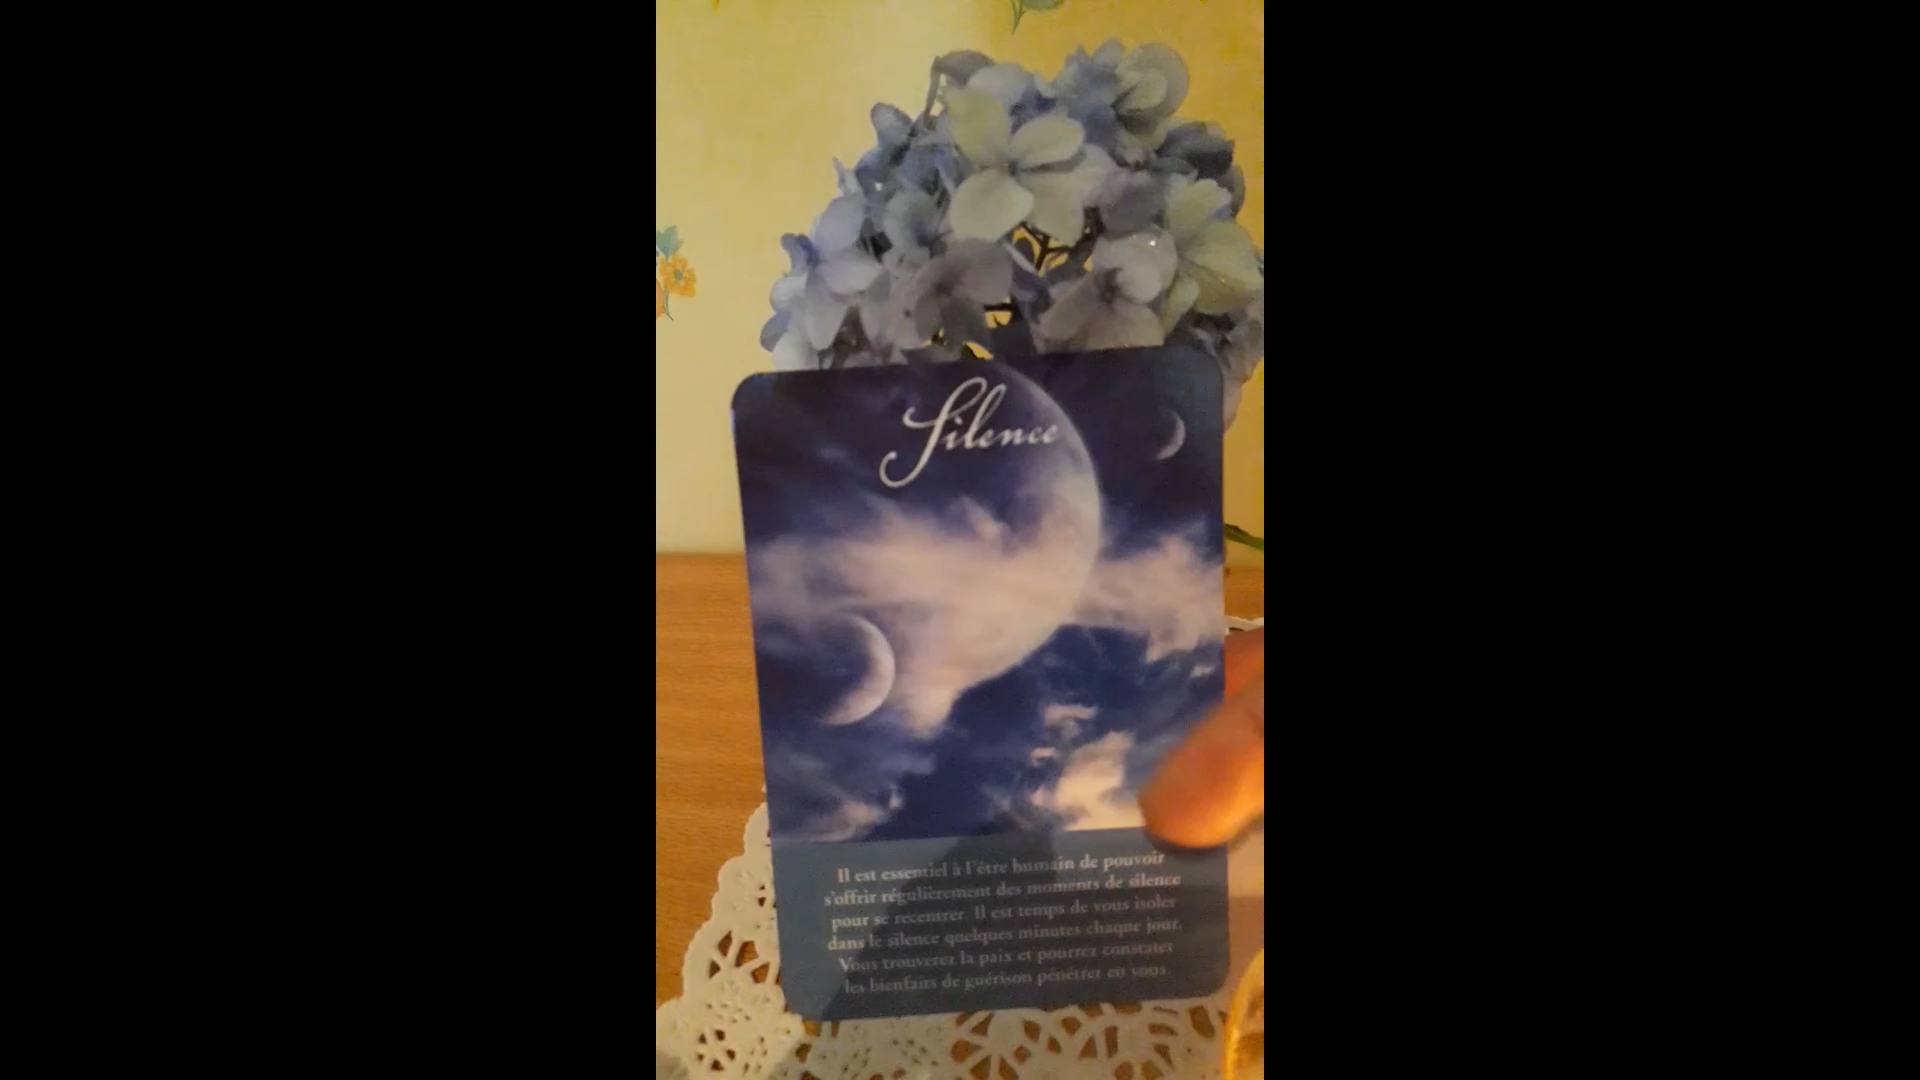 Silence
Il est essentiel à l'être humain de pouvoir
s'offrir régulièrement des moments de silence
pour se recentrer. Il est temps de vous isoler
dans le silence quelques minutes chaque jour.
Vous trouverez la paix et pourrez constater
les bienfaits de guérison pénétrer en vous.